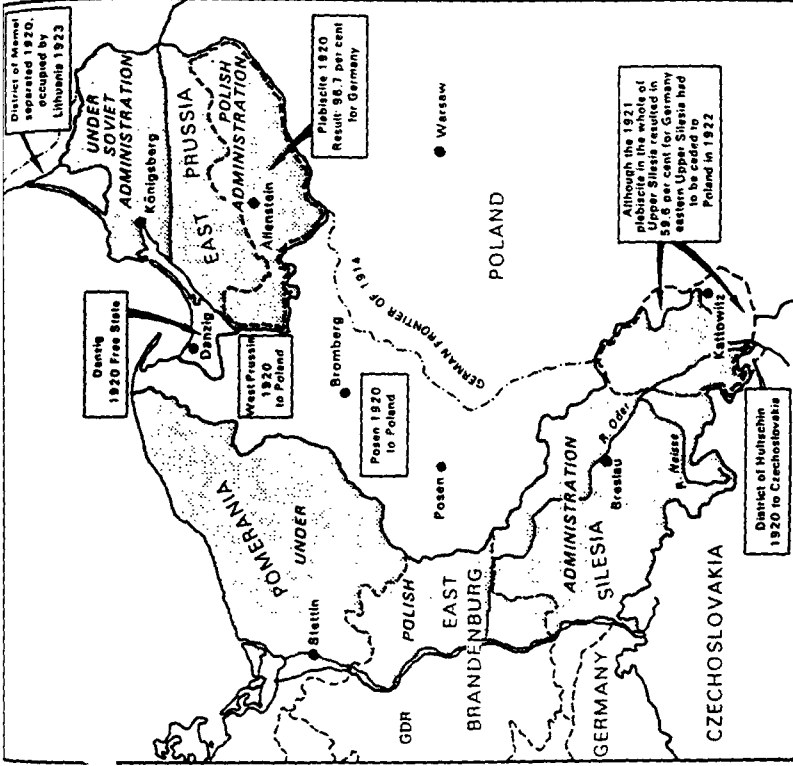 District of Memel
separated 1920,
occupied by
Lithuania 1923
Danzig
1920 Free State
UNDER
SOVIET
ADMINISTRATION
Königsberg
Danzig
EAST PRUSSIA
POLISH
ADMINISTRATION
Allenstein
Plebiscite 1920
Result: 96.7 per cent
for Germany
West Prussia
1920
to Poland
POMERANIA
UNDER
Stettin
Bromberg
Posen 1920
to Poland
GERMAN FRONTIER OF 1914
Warsaw
POLAND
Posen
POLISH
GDR
EAST
BRANDENBURG
ADMINISTRATION
SILESIA
R. Oder
Breslau
R. Neisse
GERMANY
Although the 1921
plebiscite in the whole of
Upper Silesia resulted in
59.6 per cent for Germany
eastern Upper Silesia had
to be ceded to
Poland in 1922
Kattowitz
CZECHOSLOVAKIA
District of Hultschin
1920 to Czechoslovakia